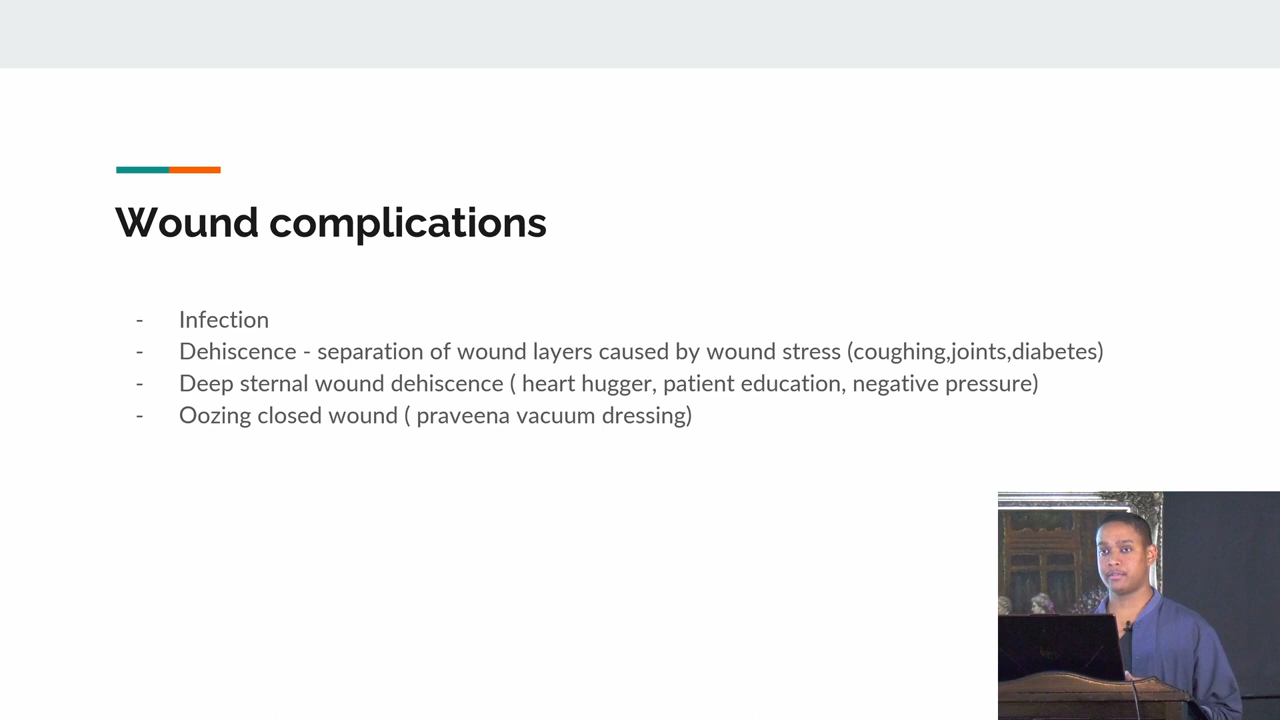 Wound complications
- Infection
- Dehiscence - separation of wound layers caused by wound stress (coughing,joints,diabetes)
- Deep sternal wound dehiscence ( heart hugger, patient education, negative pressure)
- Oozing closed wound ( praveena vacuum dressing)